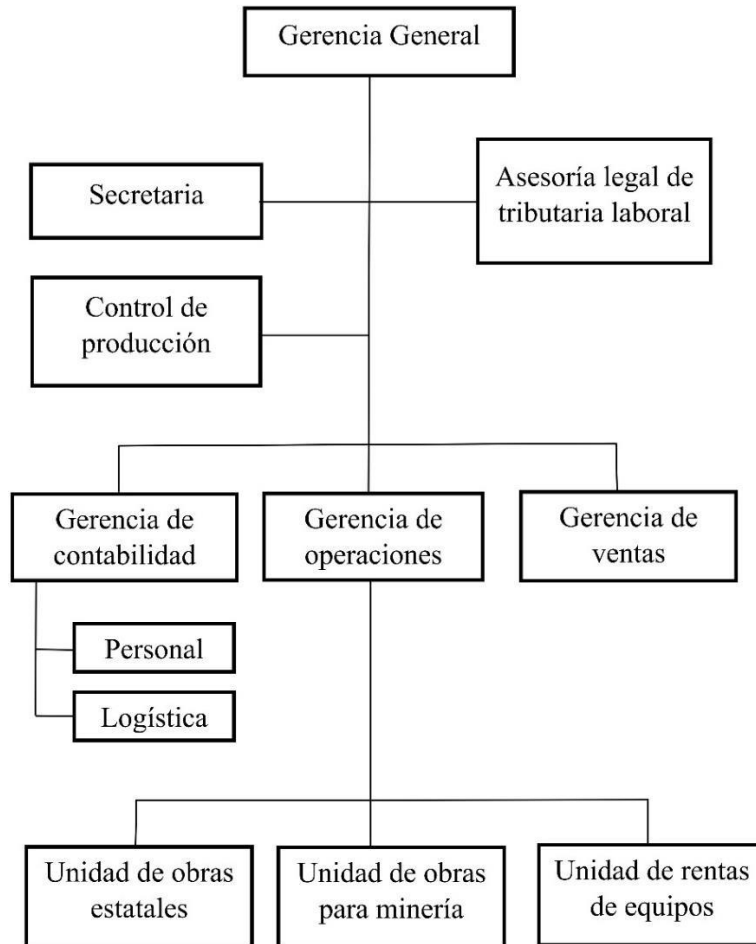 Gerencia General
Secretaria
Asesoría legal de
tributaria laboral
Control de
producción
Gerencia de
contabilidad
Gerencia de
operaciones
Gerencia de
ventas
Personal
Logística
Unidad de obras
estatales
Unidad de obras
para minería
Unidad de rentas
de equipos